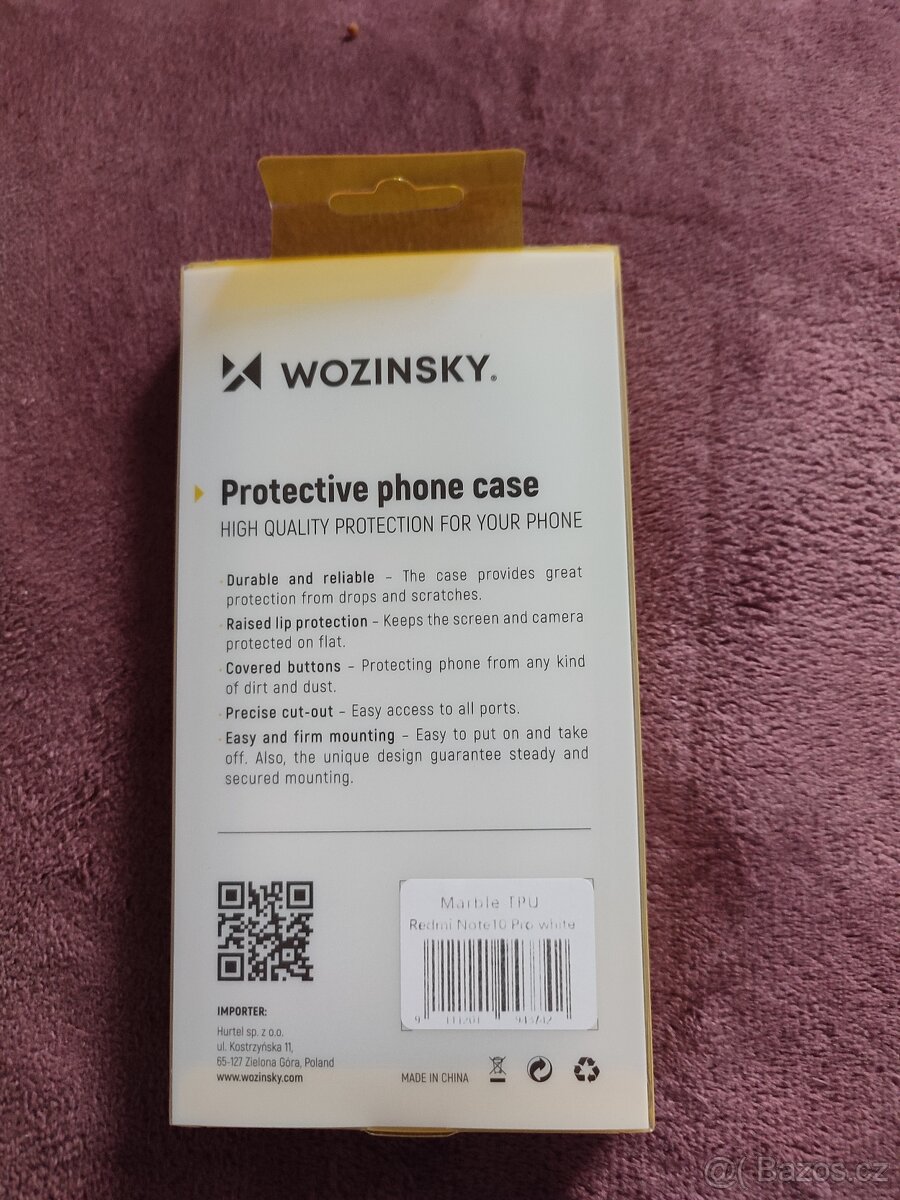 WOZINSKY®
Protective phone case
HIGH QUALITY PROTECTION FOR YOUR PHONE
Durable and reliable – The case provides great
protection from drops and scratches.
Raised lip protection – Keeps the screen and camera
protected on flat.
Covered buttons – Protecting phone from any kind
of dirt and dust.
Precise cut-out – Easy access to all ports.
Easy and firm mounting – Easy to put on and take
off. Also, the unique design guarantee steady and
secured mounting.
Marble TPU
Redmi Note10 Pro white
IMPORTER:
Hurtel sp. z o.o.
ul. Kostrzyńska 11,
65-127 Zielona Góra, Poland
www.wozinsky.com
MADE IN CHINA
@( Bazos.cz